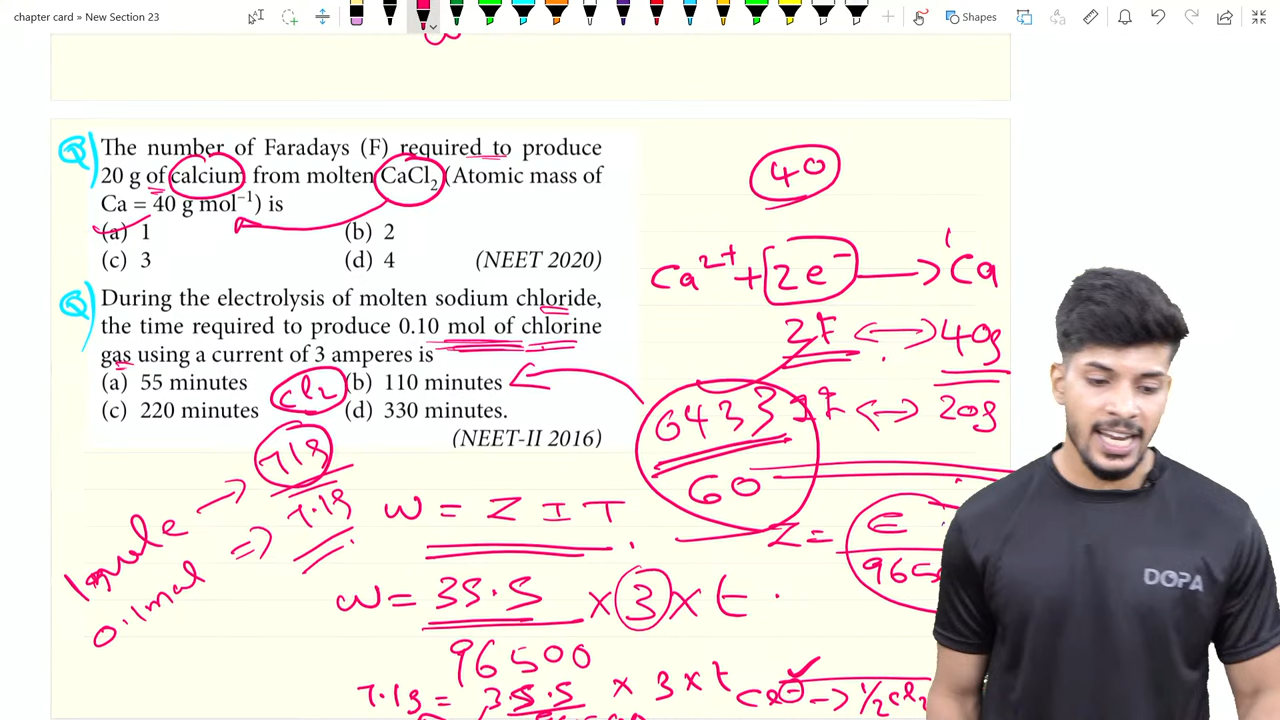 chapter card » New Section 23
Shapes
Q) The number of Faradays (F) required to produce
20 g of calcium from molten CaCl₂ (Atomic mass of
Ca = 40 g mol⁻¹) is
(a) 1 (b) 2
(c) 3 (d) 4 (NEET 2020)
Q) During the electrolysis of molten sodium chloride,
the time required to produce 0.10 mol of chlorine
gas using a current of 3 amperes is
(a) 55 minutes (b) 110 minutes
(c) 220 minutes (d) 330 minutes.
(NEET-II 2016)
Cl2
40
Ca2+ + 2e- → Ca
2F ↔ 40g
1F ↔ 20g
6433
60
71g
1 mole →
0.1 mol ⇒ 7.1g
W = Z I T
Z = E
W = 35.5 × 3 × t
96500
7.1g = 35.5 × 3 × t
Cl- → 1/2 Cl2
DOPA